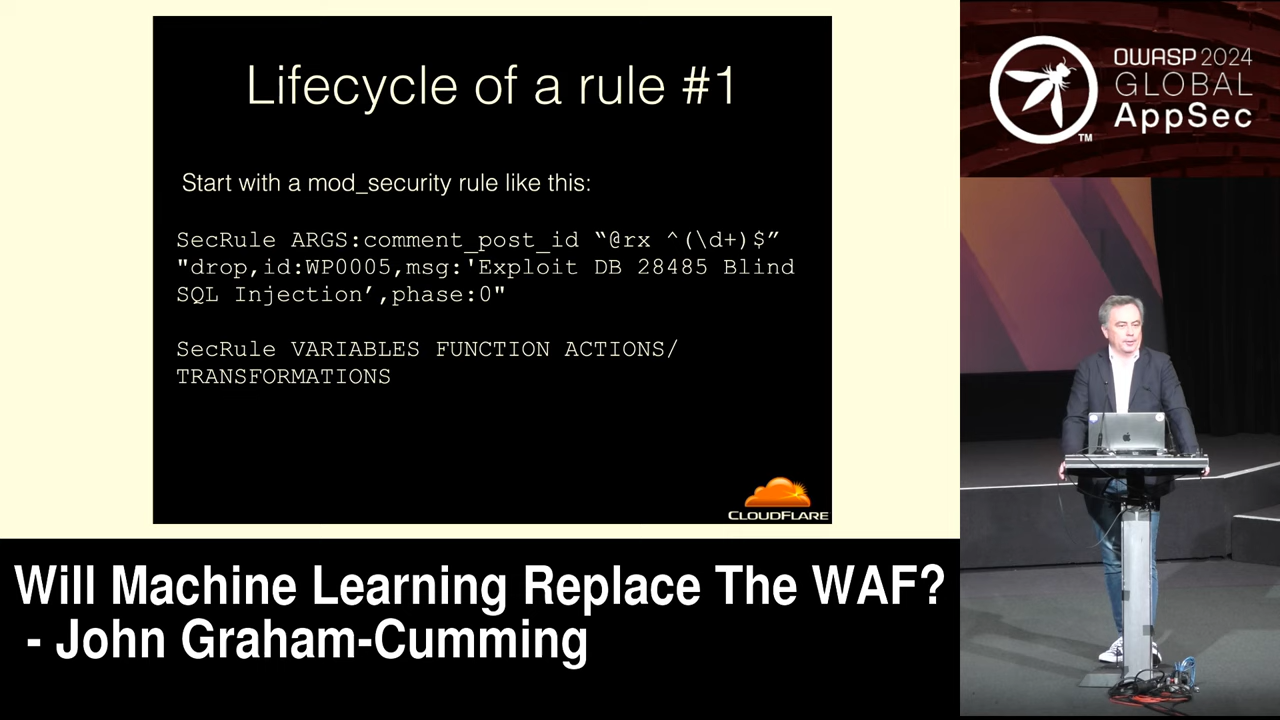 Lifecycle of a rule #1
Start with a mod_security rule like this:
SecRule ARGS:comment_post_id “@rx ^(\d+)$”
"drop,id:WP0005,msg:'Exploit DB 28485 Blind
SQL Injection’,phase:0"
SecRule VARIABLES FUNCTION ACTIONS/
TRANSFORMATIONS
CLOUDFLARE
OWASP 2024
GLOBAL
AppSec
TM
Will Machine Learning Replace The WAF?
- John Graham-Cumming